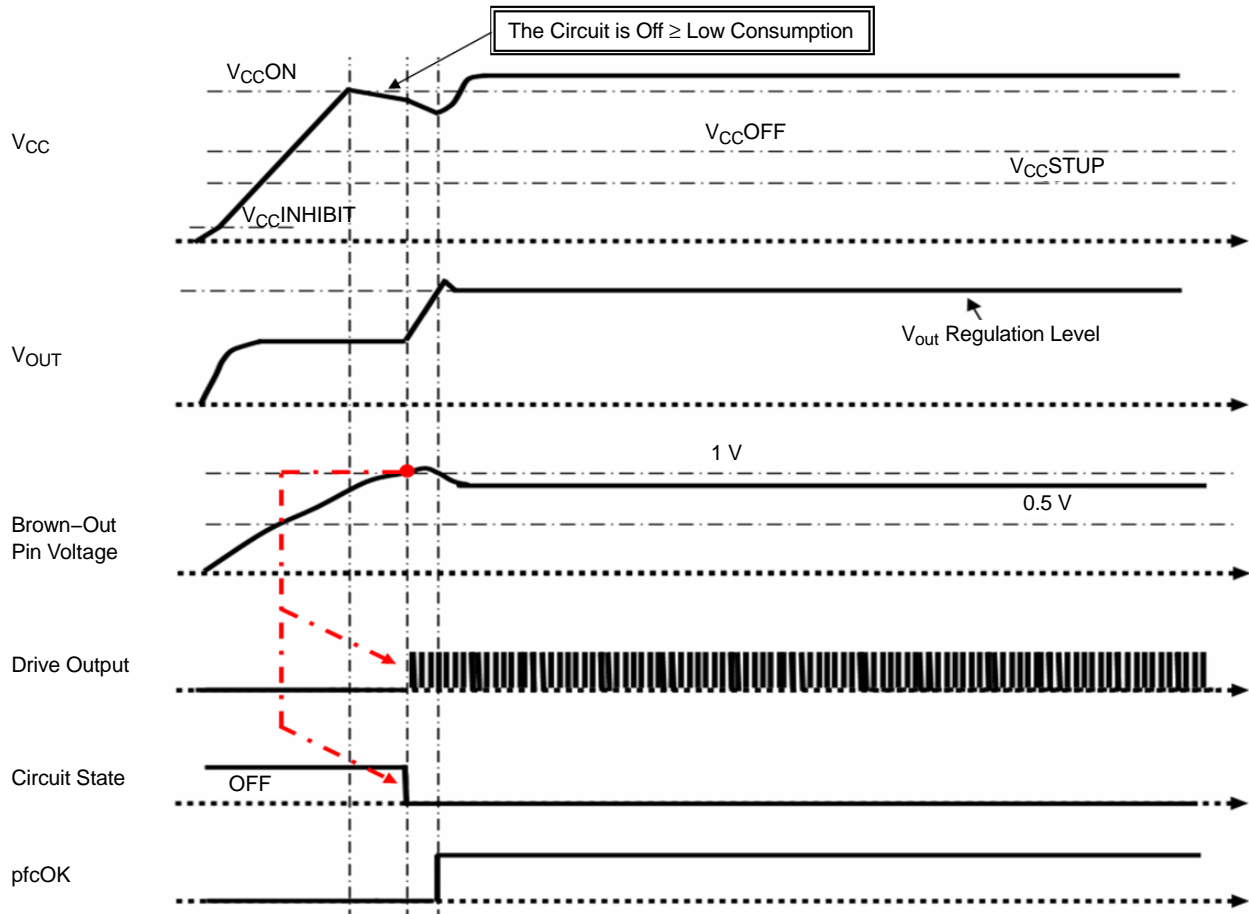 The Circuit is Off ≥ Low Consumption
VCCON
VCC
VCCOFF
VCCSTUP
VCCINHIBIT
Vout Regulation Level
VOUT
1 V
0.5 V
Brown−Out
Pin Voltage
Drive Output
Circuit State
OFF
pfcOK